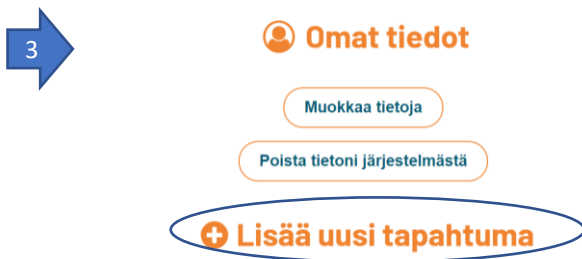 3
Omat tiedot
Muokkaa tietoja
Poista tietoni järjestelmästä
Lisää uusi tapahtuma